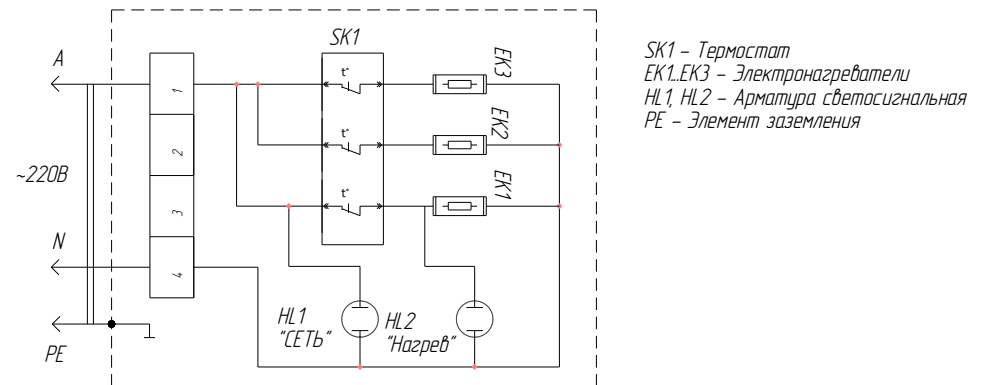 SK1
A
EK3
t°
1
EK2
t°
2
~220В
EK1
t°
3
N
4
HL1
"СЕТЬ"
HL2
"Нагрев"
PE
SK1 – Термостат
EK1..EK3 – Электронагреватели
HL1, HL2 – Арматура светосигнальная
PE – Элемент заземления